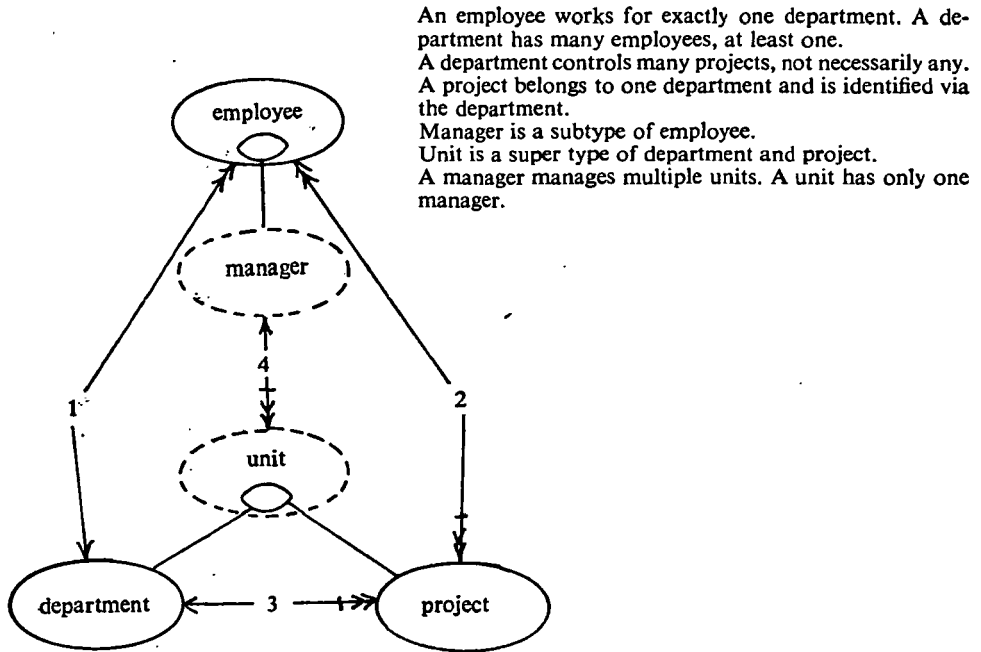 An employee works for exactly one department. A de-
partment has many employees, at least one.
A department controls many projects, not necessarily any.
A project belongs to one department and is identified via
the department.
Manager is a subtype of employee.
Unit is a super type of department and project.
A manager manages multiple units. A unit has only one
manager.
employee
manager
4
1
2
unit
department
3
project